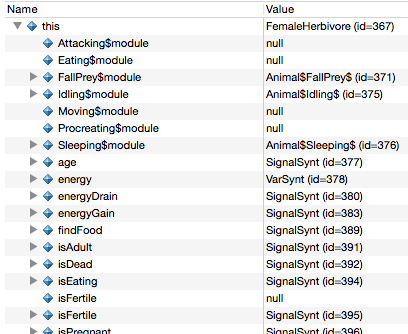 Name Value
this FemaleHerbivore (id=367)
Attacking$module null
Eating$module null
FallPrey$module Animal$FallPrey$ (id=371)
Idling$module Animal$Idling$ (id=375)
Moving$module null
Procreating$module null
Sleeping$module Animal$Sleeping$ (id=376)
age SignalSynt (id=377)
energy VarSynt (id=378)
energyDrain SignalSynt (id=380)
energyGain SignalSynt (id=383)
findFood SignalSynt (id=389)
isAdult SignalSynt (id=391)
isDead SignalSynt (id=392)
isEating SignalSynt (id=394)
isFertile null
isFertile SignalSynt (id=395)
isPregnant SignalSynt (id=396)